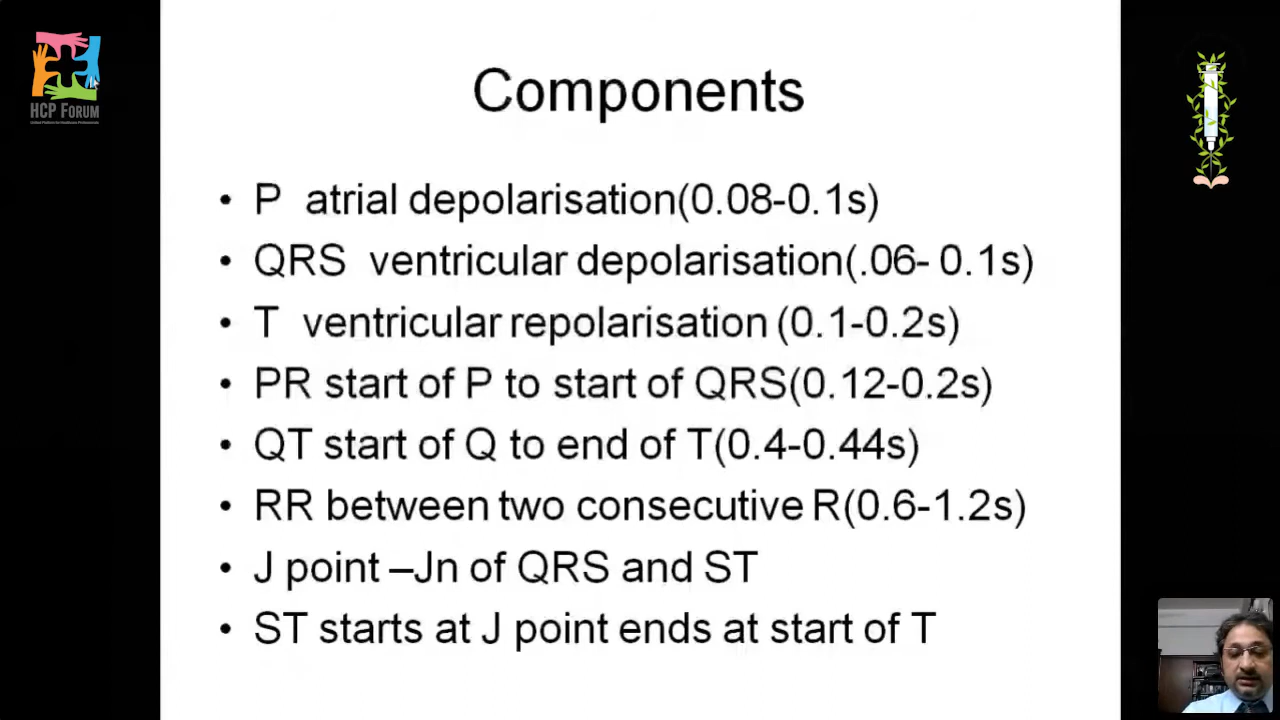 HCP FORUM
Components
• P atrial depolarisation(0.08-0.1s)
• QRS ventricular depolarisation(.06- 0.1s)
• T ventricular repolarisation (0.1-0.2s)
• PR start of P to start of QRS(0.12-0.2s)
• QT start of Q to end of T(0.4-0.44s)
• RR between two consecutive R(0.6-1.2s)
• J point –Jn of QRS and ST
• ST starts at J point ends at start of T